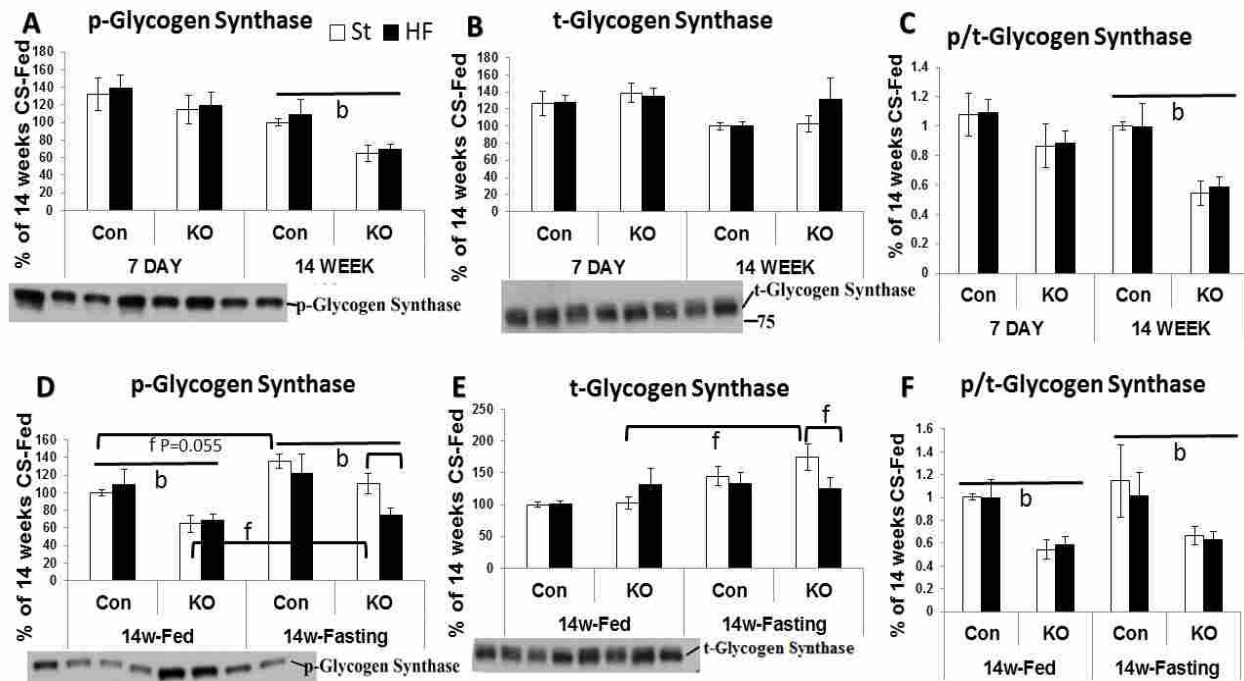 A p-Glycogen Synthase
St HF
% of 14 weeks CS-Fed
180
160
140
120
100
80
60
40
20
0
b
Con KO Con KO
7 DAY 14 WEEK
p-Glycogen Synthase
B t-Glycogen Synthase
% of 14 weeks CS-Fed
180
160
140
120
100
80
60
40
20
0
Con KO Con KO
7 DAY 14 WEEK
t-Glycogen Synthase
75
C p/t-Glycogen Synthase
% of 14 weeks CS-Fed
1.4
1.2
1
0.8
0.6
0.4
0.2
0
b
Con KO Con KO
7 DAY 14 WEEK
D p-Glycogen Synthase
% of 14 weeks CS-Fed
160
140
120
100
80
60
40
20
0
f P=0.055
b
b
f
Con KO Con KO
14w-Fed 14w-Fasting
p-Glycogen Synthase
E t-Glycogen Synthase
% of 14 weeks CS-Fed
250
200
150
100
50
0
f
f
Con KO Con KO
14w-Fed 14w-Fasting
t-Glycogen Synthase
F p/t-Glycogen Synthase
% of 14 weeks CS-Fed
1.6
1.4
1.2
1
0.8
0.6
0.4
0.2
0
b
b
Con KO Con KO
14w-Fed 14w-Fasting